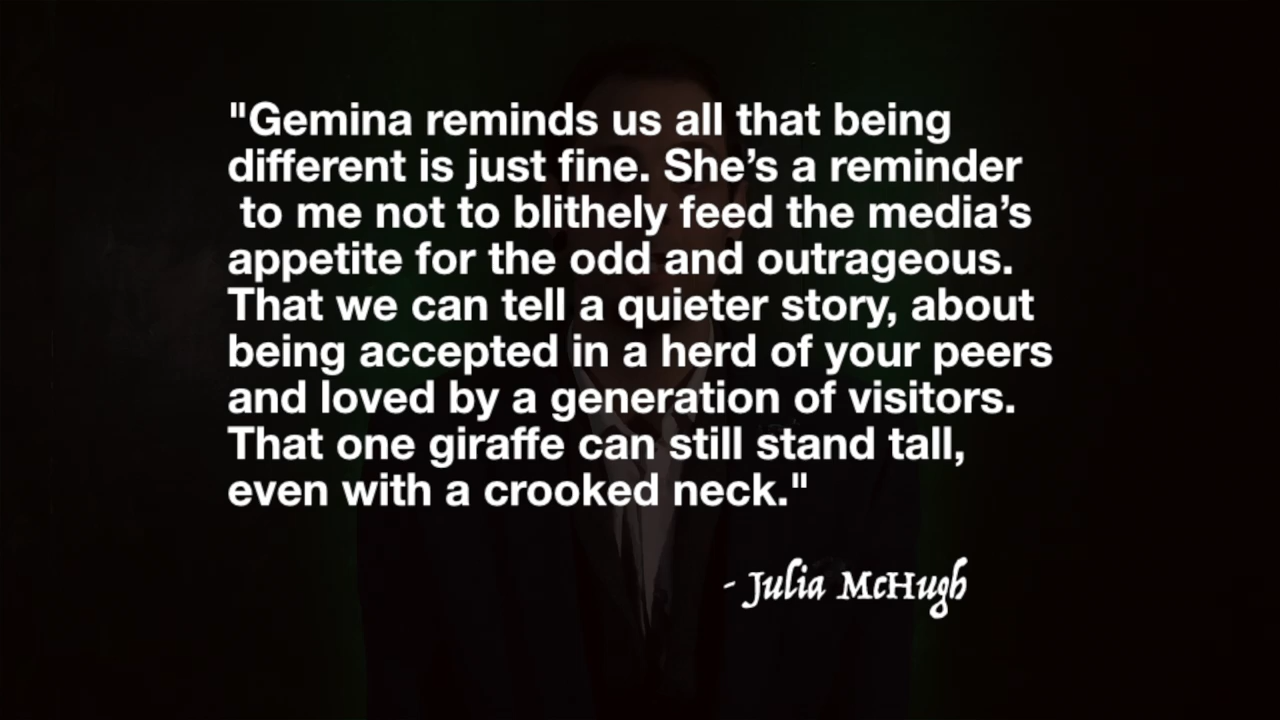 "Gemina reminds us all that being
different is just fine. She’s a reminder
to me not to blithely feed the media’s
appetite for the odd and outrageous.
That we can tell a quieter story, about
being accepted in a herd of your peers
and loved by a generation of visitors.
That one giraffe can still stand tall,
even with a crooked neck."
- Julia McHugh